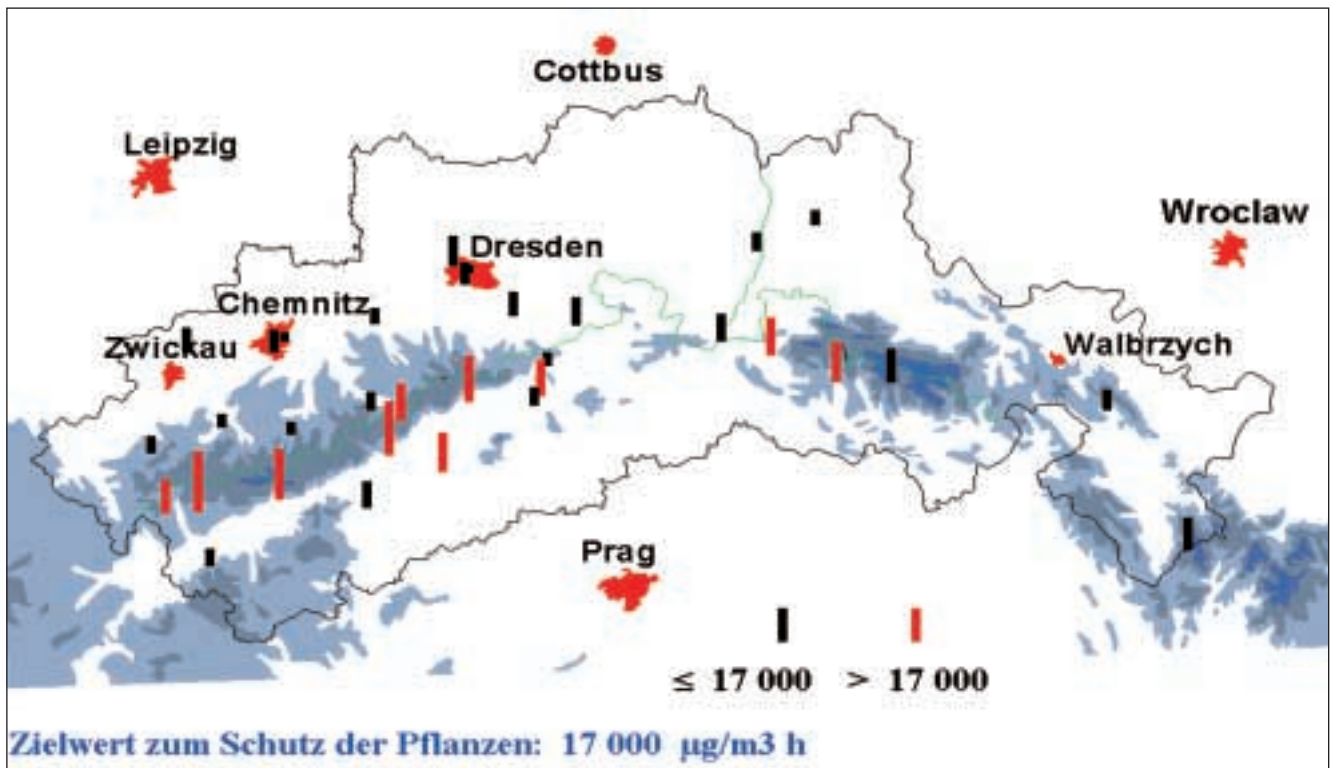 Cottbus
Leipzig
Wroclaw
Dresden
Chemnitz
Zwickau
Walbrzych
Prag
≤ 17 000 > 17 000
Zielwert zum Schutz der Pflanzen: 17 000 µg/m3 h